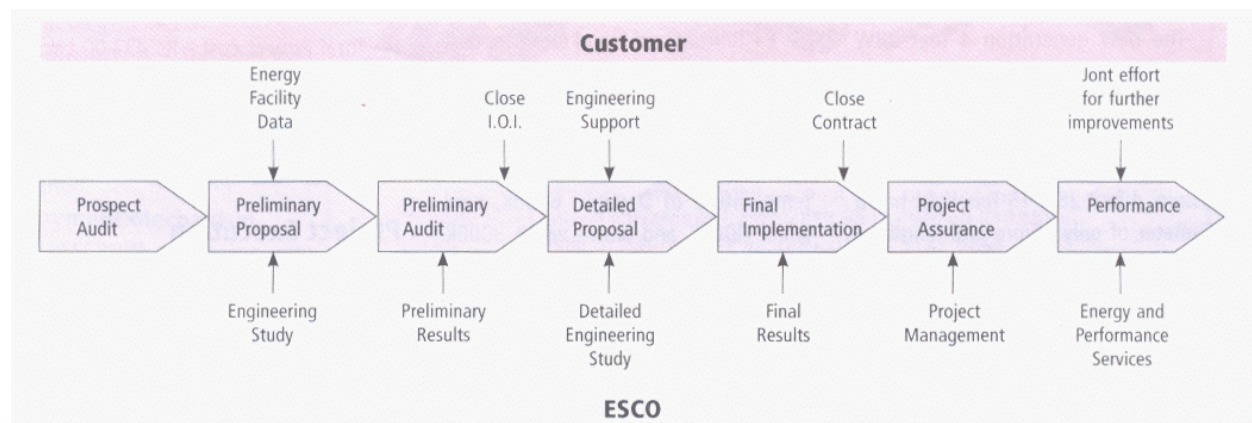 Customer
Energy
Facility
Data
Close
I.O.I.
Engineering
Support
Close
Contract
Jont effort
for further
improvements
Prospect
Audit
Preliminary
Proposal
Preliminary
Audit
Detailed
Proposal
Final
Implementation
Project
Assurance
Performance
Engineering
Study
Preliminary
Results
Detailed
Engineering
Study
Final
Results
Project
Management
Energy and
Performance
Services
ESCO